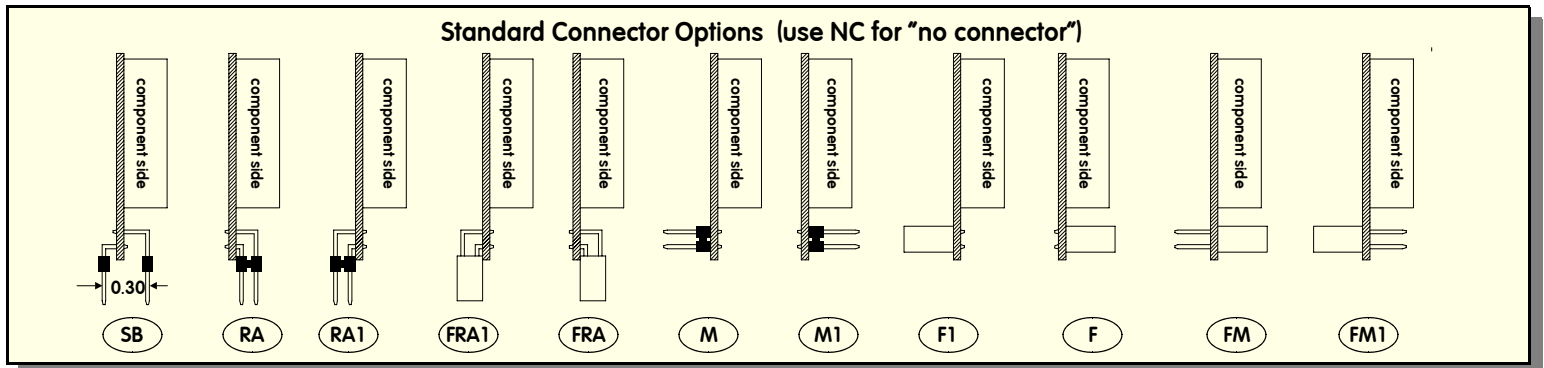 Standard Connector Options (use NC for "no connector")
component side
component side
component side
component side
component side
component side
component side
component side
component side
component side
component side
0.30
SB
RA
RA1
FRA1
FRA
M
M1
F1
F
FM
FM1